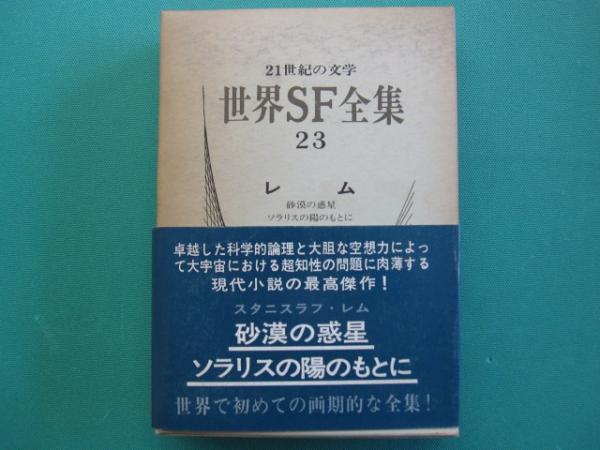 21世紀の文学
世界SF全集
23
レム
砂漠の惑星
ソラリスの陽のもとに
卓越した科学的論理と大胆な空想力によっ
て大宇宙における超知性の問題に肉薄する
現代小説の最高傑作！
スタニスラフ・レム
砂漠の惑星
ソラリスの陽のもとに
世界で初めての画期的な全集！